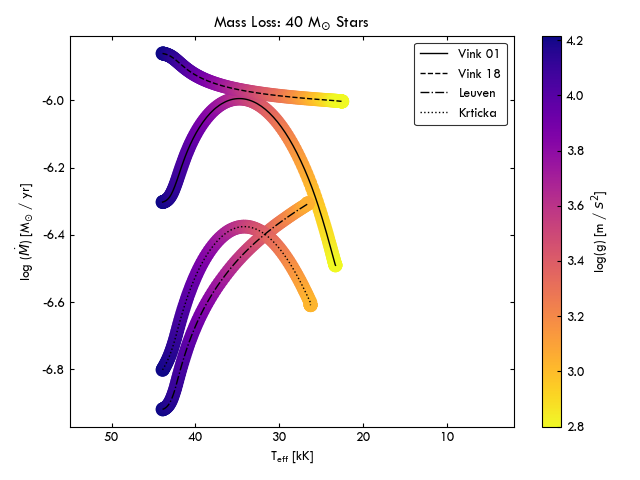 Mass Loss: 40 M⊙ Stars
Vink 01
Vink 18
Leuven
Krticka
log (Ṁ) [M⊙ / yr]
-6.0
-6.2
-6.4
-6.6
-6.8
50
40
30
20
10
T_eff [kK]
4.2
4.0
3.8
3.6
3.4
3.2
3.0
2.8
log(g) [m / s²]